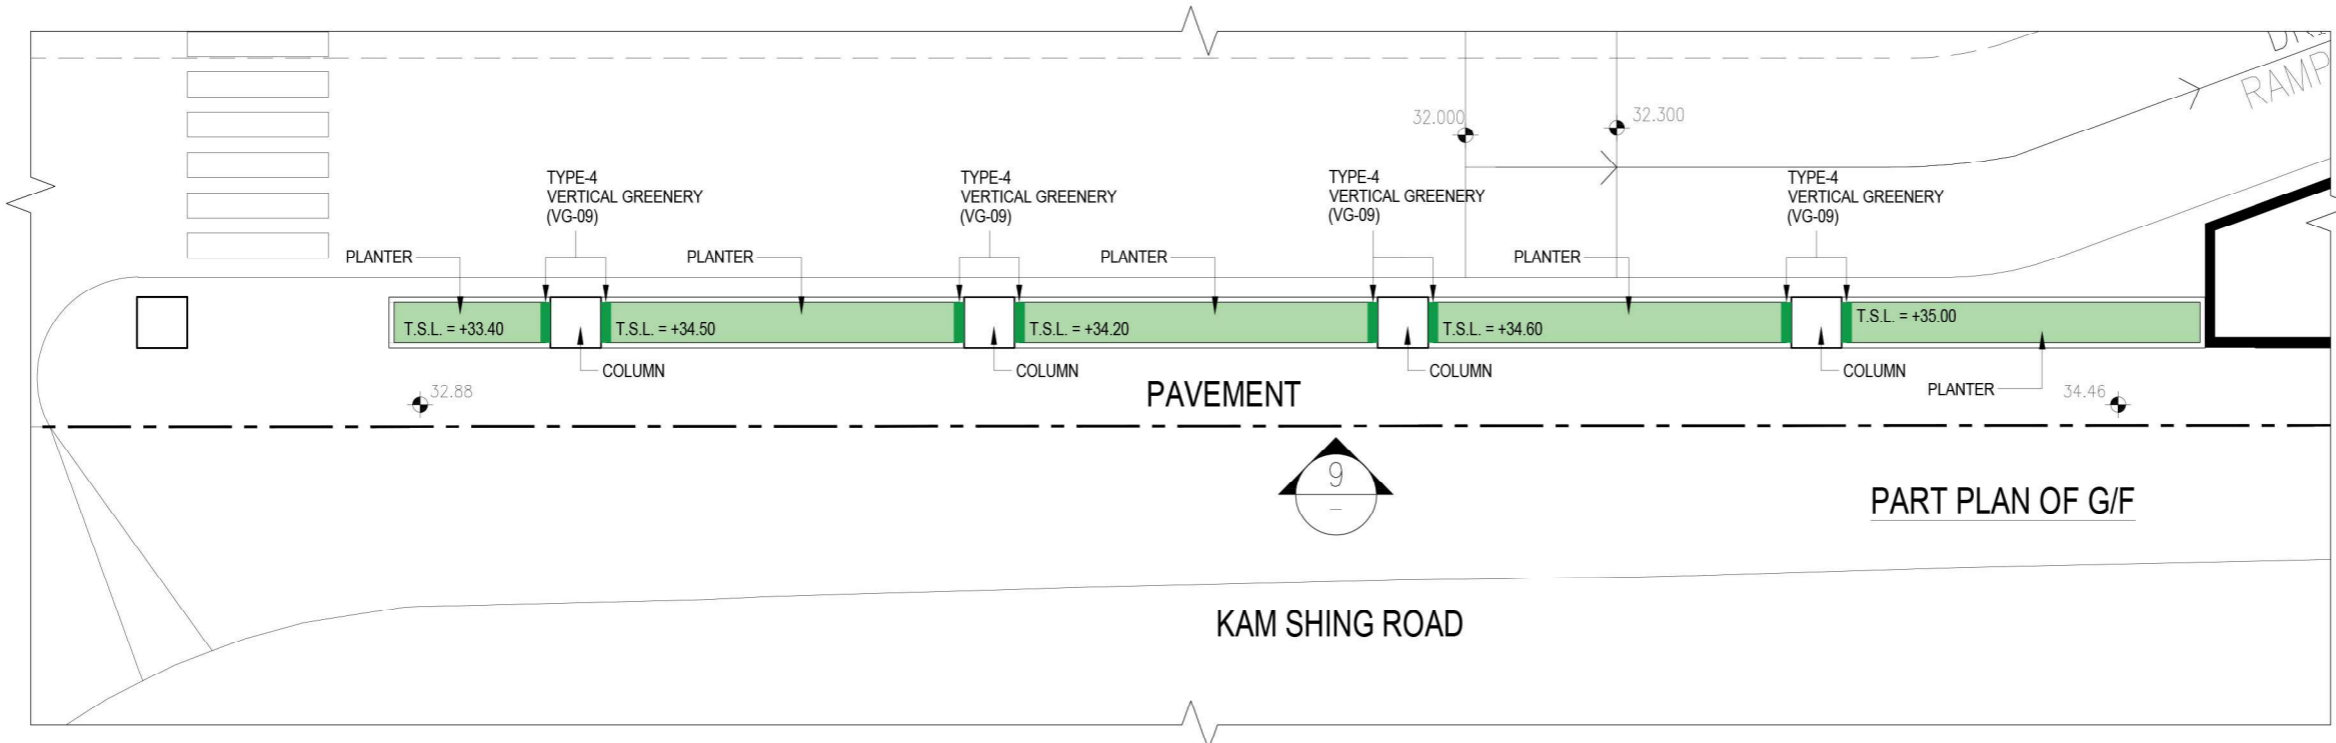 DRI
RAMP
32.000
32.300
TYPE-4
VERTICAL GREENERY
(VG-09)
TYPE-4
VERTICAL GREENERY
(VG-09)
TYPE-4
VERTICAL GREENERY
(VG-09)
TYPE-4
VERTICAL GREENERY
(VG-09)
PLANTER
PLANTER
PLANTER
PLANTER
T.S.L. = +33.40
T.S.L. = +34.50
T.S.L. = +34.20
T.S.L. = +34.60
T.S.L. = +35.00
COLUMN
COLUMN
COLUMN
COLUMN
PLANTER
32.88
PAVEMENT
34.46
9
–
PART PLAN OF G/F
KAM SHING ROAD